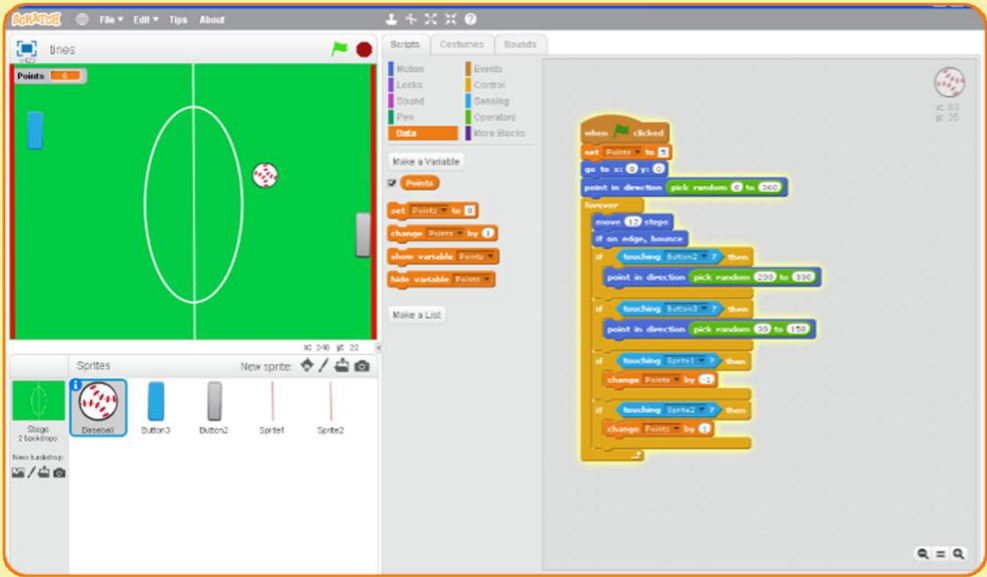 SCRATCH File Edit Tips About
tines
v423
Points 6
Scripts Costumes Sounds
Motion Events
Looks Control
Sound Sensing
Pen Operators
Data More Blocks
Make a Variable
Points
set Points to 0
change Points by 1
show variable Points
hide variable Points
Make a List
when clicked
set Points to 5
go to x: 0 y: 0
point in direction pick random 0 to 360
forever
move 12 steps
if on edge, bounce
if touching Button2 ? then
point in direction pick random 200 to 330
if touching Button3 ? then
point in direction pick random 30 to 150
if touching Sprite1 ? then
change Points by -1
if touching Sprite2 ? then
change Points by 1
x: 53
y: 35
x: 240 y: 22
Sprites New sprite:
Stage
2 backdrops
New backdrop:
Baseball Button3 Button2 Sprite1 Sprite2